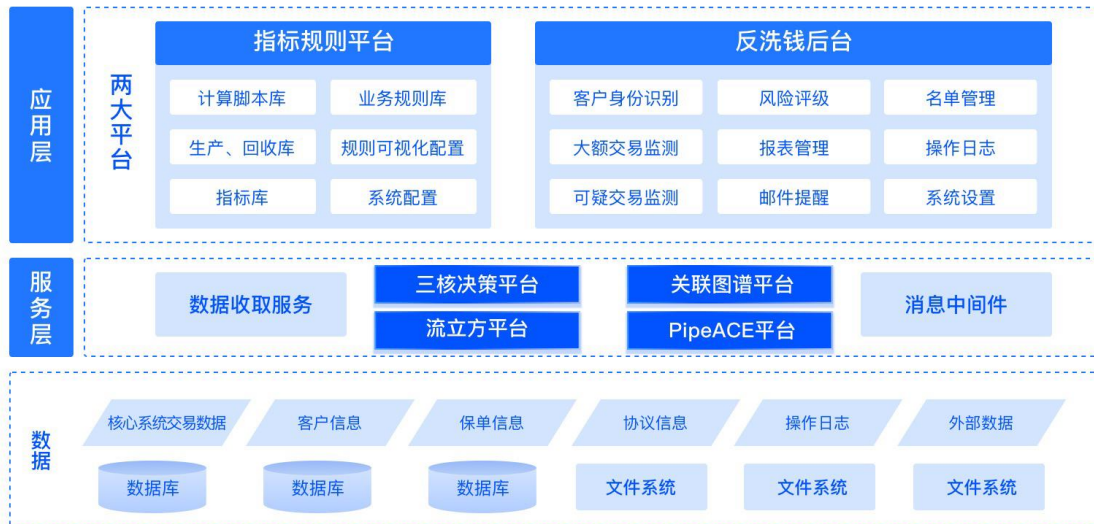 应用层
两大平台
指标规则平台
计算脚本库
业务规则库
生产、回收库
规则可视化配置
指标库
系统配置
反洗钱后台
客户身份识别
风险评级
名单管理
大额交易监测
报表管理
操作日志
可疑交易监测
邮件提醒
系统设置
服务层
数据收取服务
三核决策平台
流立方平台
关联图谱平台
PipeACE平台
消息中间件
数据
核心系统交易数据
客户信息
保单信息
协议信息
操作日志
外部数据
数据库
数据库
数据库
文件系统
文件系统
文件系统